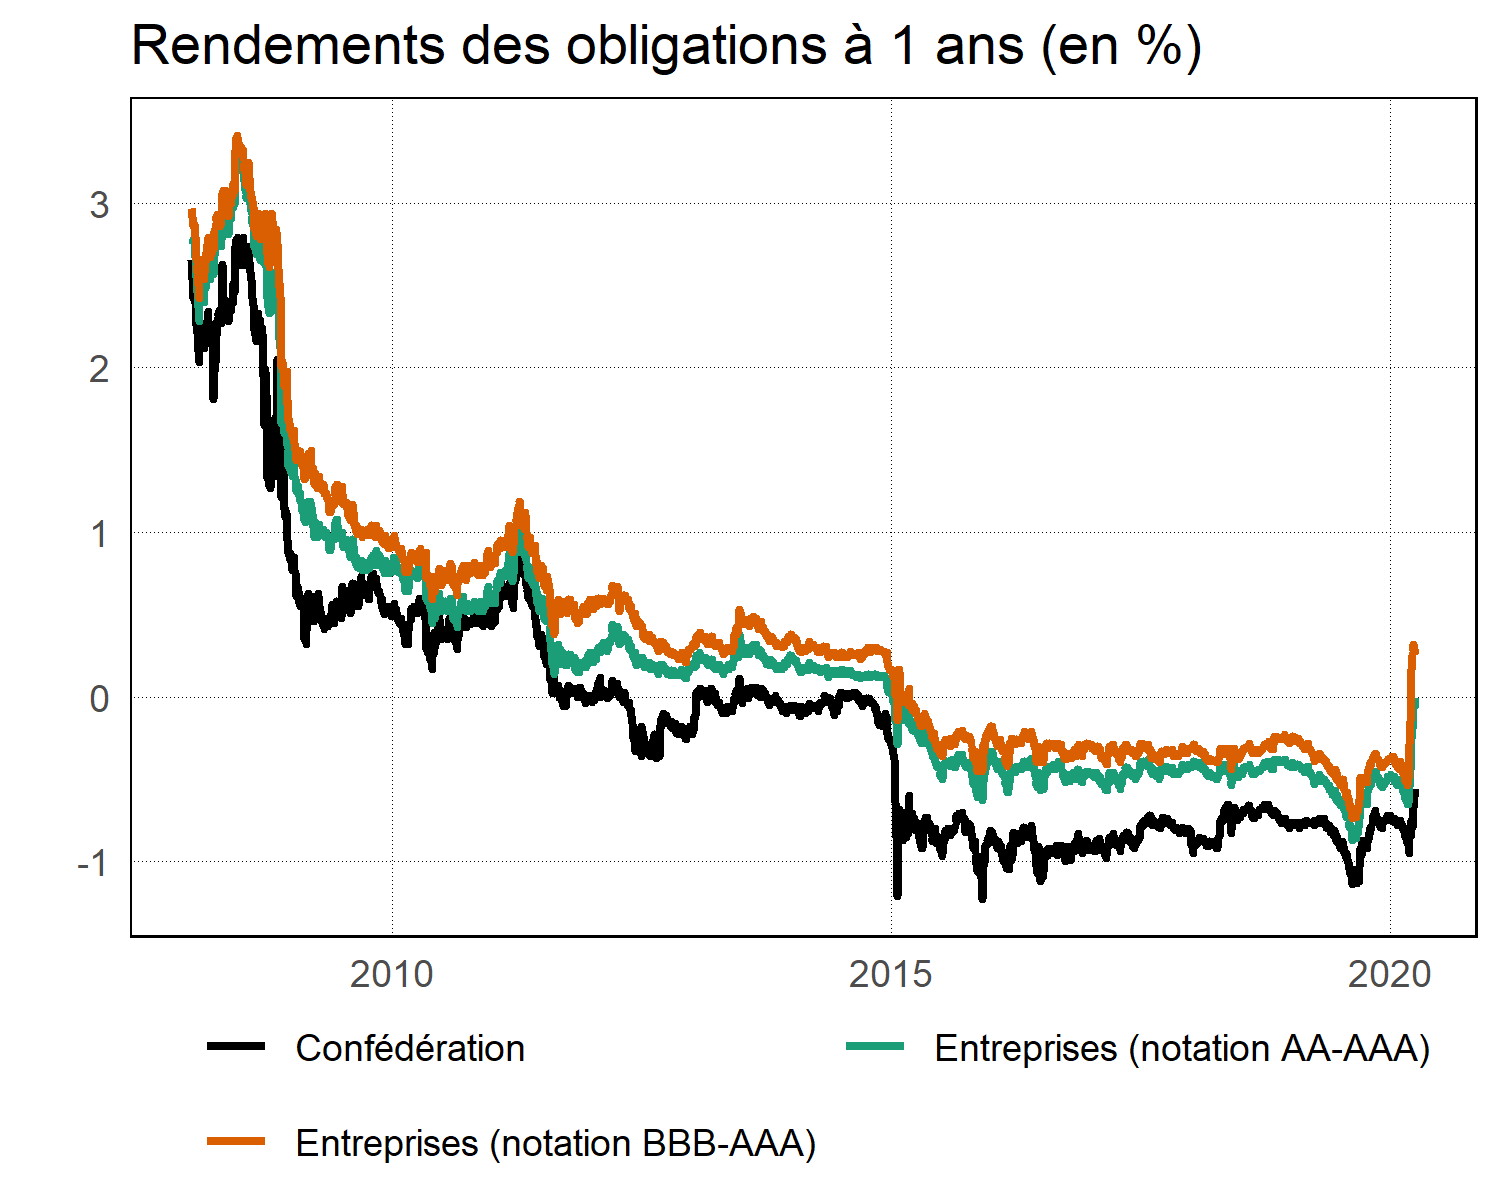 Rendements des obligations à 1 ans (en %)
3
2
1
0
-1
2010 2015 2020
Confédération Entreprises (notation AA-AAA)
Entreprises (notation BBB-AAA)